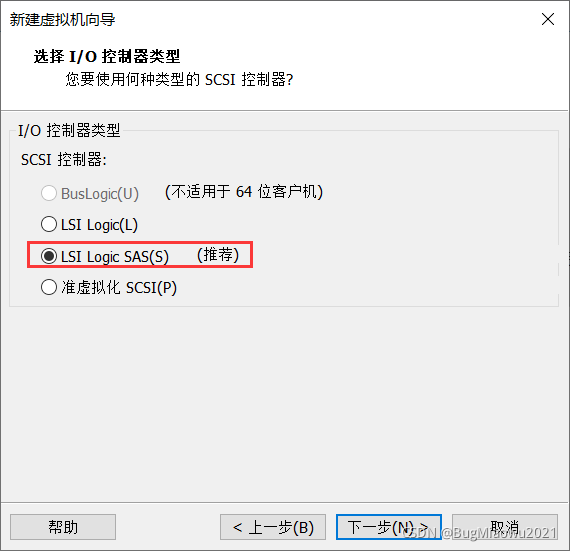 新建虚拟机向导
选择 I/O 控制器类型
您要使用何种类型的 SCSI 控制器?
I/O 控制器类型
SCSI 控制器:
BusLogic(U) (不适用于 64 位客户机)
LSI Logic(L)
LSI Logic SAS(S) (推荐)
准虚拟化 SCSI(P)
帮助 < 上一步(B) 下一步(N) > 取消
CSDN @BugMiaowu2021